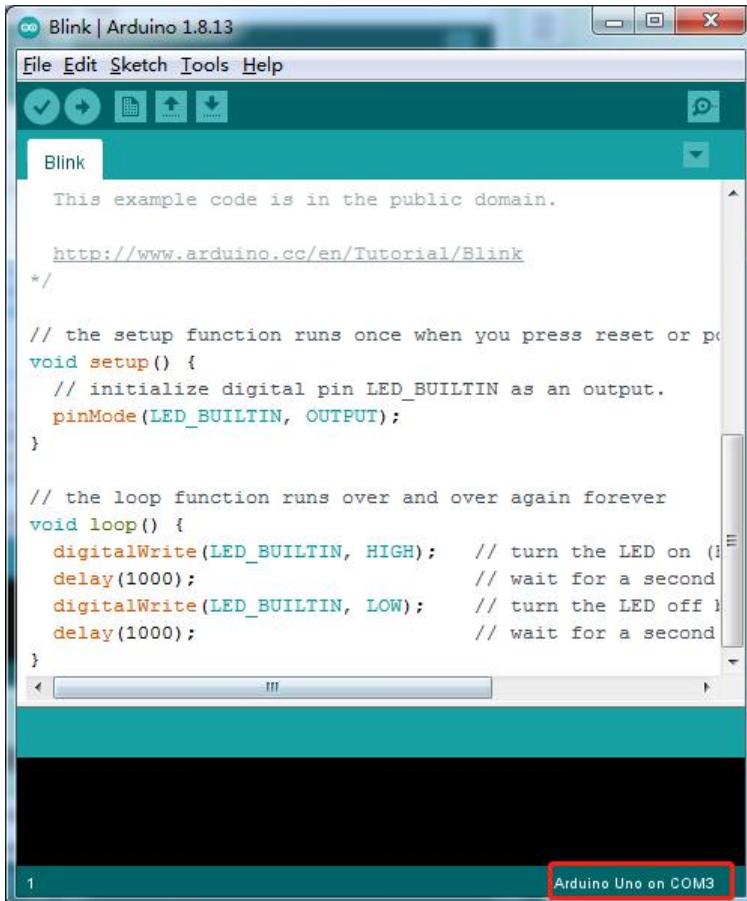 Blink | Arduino 1.8.13
File Edit Sketch Tools Help
Blink
This example code is in the public domain.
http://www.arduino.cc/en/Tutorial/Blink
*/
// the setup function runs once when you press reset or
void setup() {
// initialize digital pin LED_BUILTIN as an output.
pinMode(LED_BUILTIN, OUTPUT);
}
// the loop function runs over and over again forever
void loop() {
digitalWrite(LED_BUILTIN, HIGH); // turn the LED on
delay(1000); // wait for a second
digitalWrite(LED_BUILTIN, LOW); // turn the LED off
delay(1000); // wait for a second
}
1
Arduino Uno on COM3